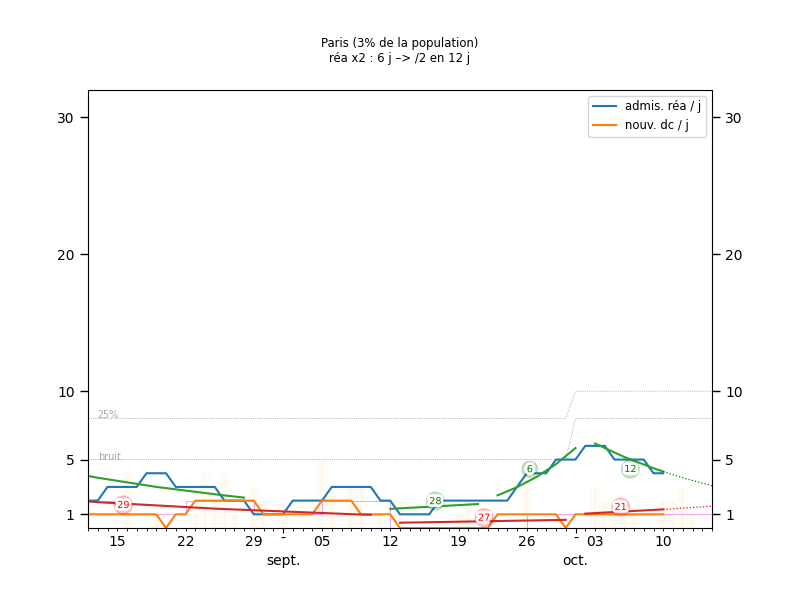 Paris (3% de la population)
réa x2 : 6 j –> /2 en 12 j
admis. réa / j
nouv. dc / j
30 30
20 20
10 10
25%
bruit
5 5
6
12
29
28
27
21
1 1
15 22 29 - 05 12 19 26 - 03 10
sept. oct.